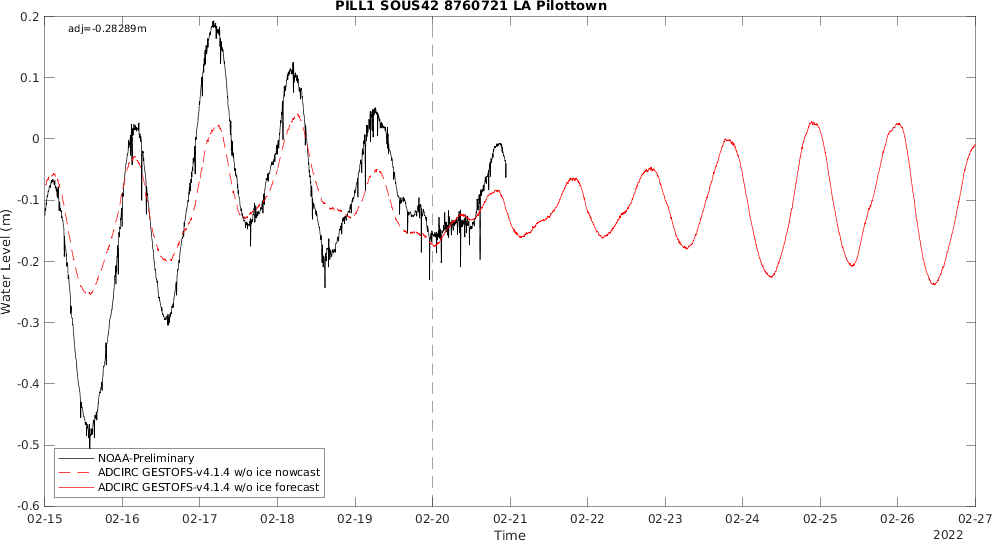 PILL1 SOUS42 8760721 LA Pilottown
adj=-0.28289m
Water Level (m)
0.2
0.1
0
-0.1
-0.2
-0.3
-0.4
-0.5
-0.6
NOAA-Preliminary
ADCIRC GESTOFS-v4.1.4 w/o ice nowcast
ADCIRC GESTOFS-v4.1.4 w/o ice forecast
02-15 02-16 02-17 02-18 02-19 02-20 02-21 02-22 02-23 02-24 02-25 02-26 02-27
Time
2022